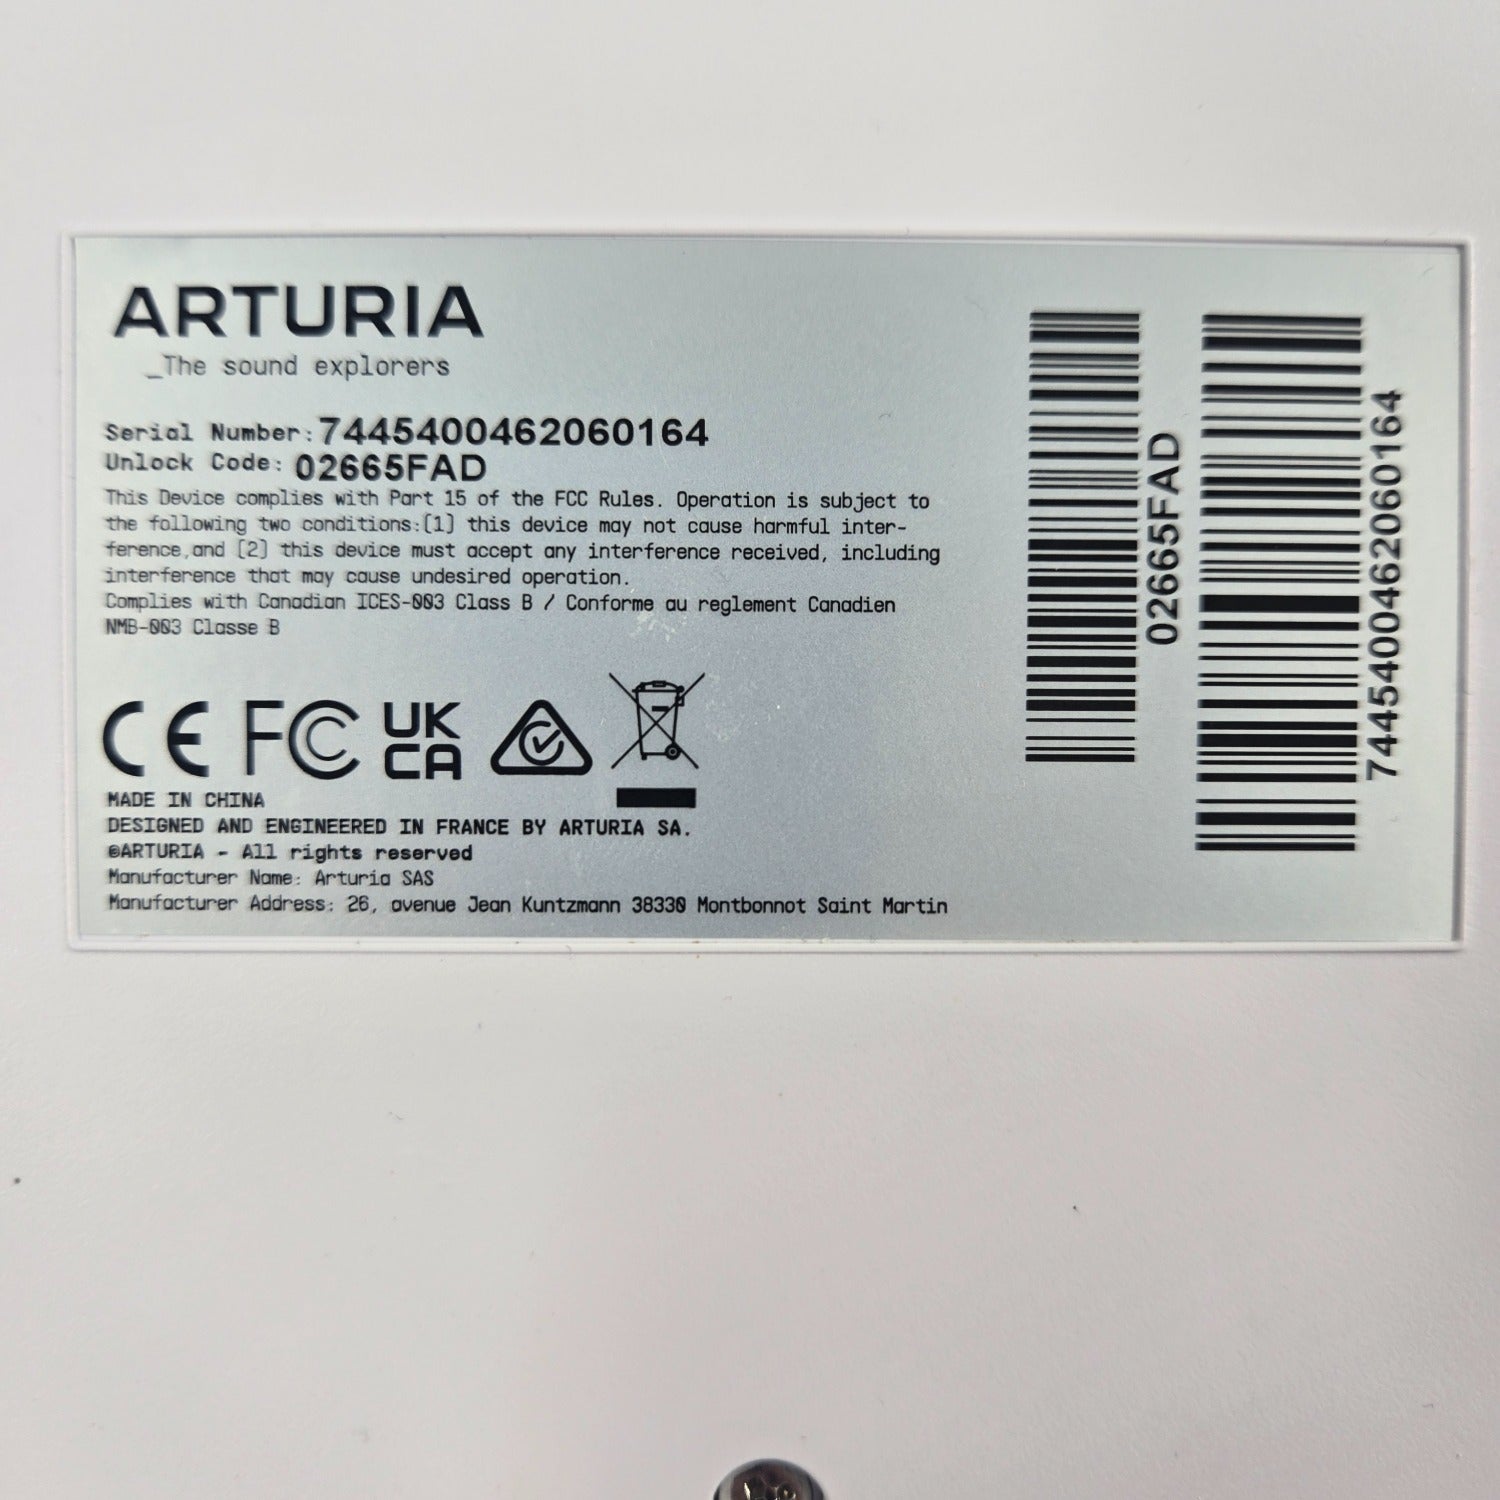 ARTURIA
_The sound explorers
Serial Number: 7445400462060164
Unlock Code: 02665FAD
This Device complies with Part 15 of the FCC Rules. Operation is subject to
the following two conditions:(1) this device may not cause harmful inter-
ference,and (2) this device must accept any interference received, including
interference that may cause undesired operation.
Complies with Canadian ICES-003 Class B / Conforme au reglement Canadien
NMB-003 Classe B
CE FC UK
CA
MADE IN CHINA
DESIGNED AND ENGINEERED IN FRANCE BY ARTURIA SA.
©ARTURIA - All rights reserved
Manufacturer Name: Arturia SAS
Manufacturer Address: 26, avenue Jean Kuntzmann 38330 Montbonnot Saint Martin
02665FAD
7445400462060164